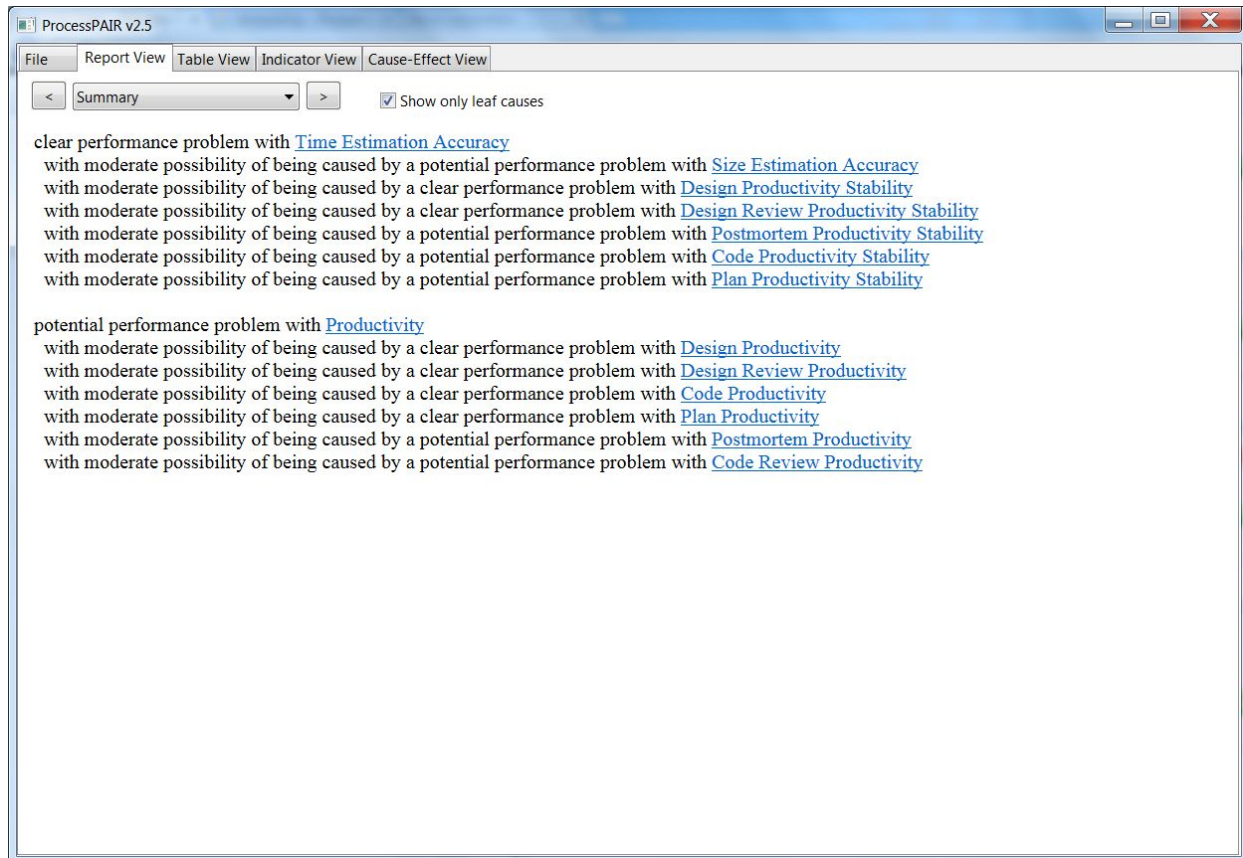 ProcessPAIR v2.5
File Report View Table View Indicator View Cause-Effect View
< Summary > Show only leaf causes
clear performance problem with Time Estimation Accuracy
with moderate possibility of being caused by a potential performance problem with Size Estimation Accuracy
with moderate possibility of being caused by a clear performance problem with Design Productivity Stability
with moderate possibility of being caused by a clear performance problem with Design Review Productivity Stability
with moderate possibility of being caused by a potential performance problem with Postmortem Productivity Stability
with moderate possibility of being caused by a potential performance problem with Code Productivity Stability
with moderate possibility of being caused by a potential performance problem with Plan Productivity Stability
potential performance problem with Productivity
with moderate possibility of being caused by a clear performance problem with Design Productivity
with moderate possibility of being caused by a clear performance problem with Design Review Productivity
with moderate possibility of being caused by a clear performance problem with Code Productivity
with moderate possibility of being caused by a clear performance problem with Plan Productivity
with moderate possibility of being caused by a potential performance problem with Postmortem Productivity
with moderate possibility of being caused by a potential performance problem with Code Review Productivity